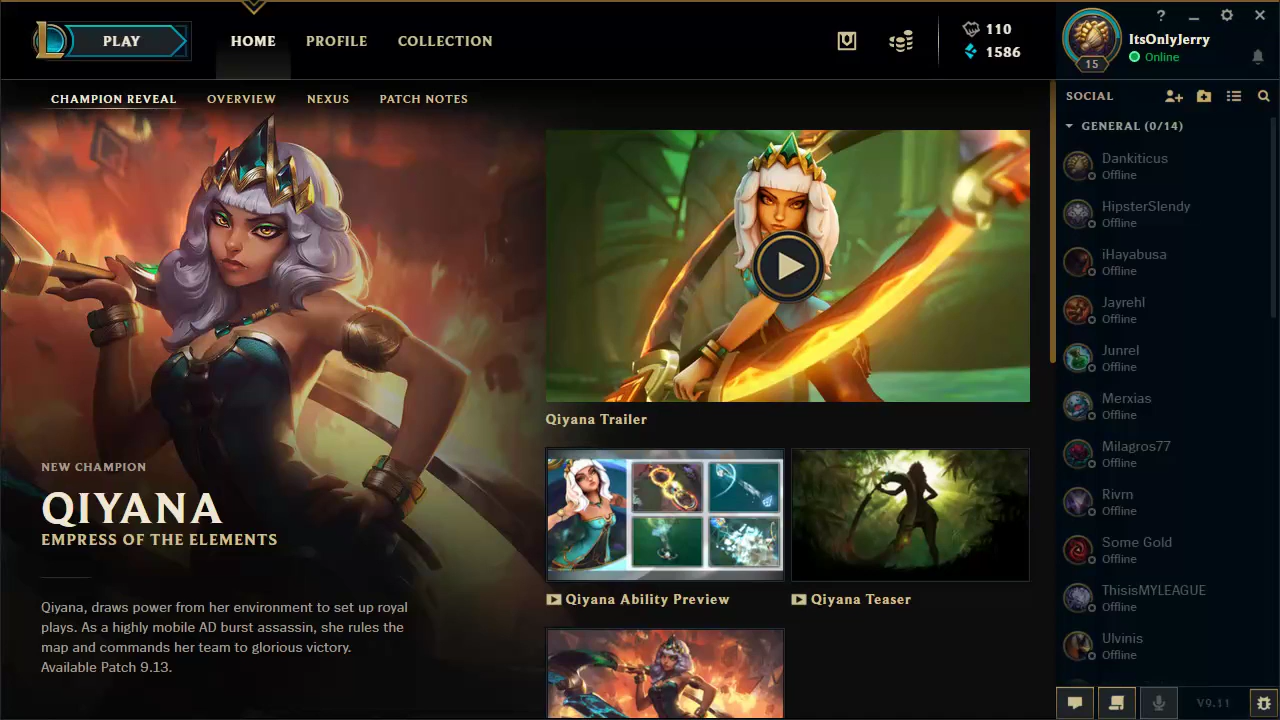 PLAY
HOME
PROFILE
COLLECTION
110
1586
?
15
ItsOnlyJerry
Online
CHAMPION REVEAL
OVERVIEW
NEXUS
PATCH NOTES
NEW CHAMPION
QIYANA
EMPRESS OF THE ELEMENTS
Qiyana, draws power from her environment to set up royal
plays. As a highly mobile AD burst assassin, she rules the
map and commands her team to glorious victory.
Available Patch 9.13.
Qiyana Trailer
Qiyana Ability Preview
Qiyana Teaser
SOCIAL
GENERAL (0/14)
Dankiticus
Offline
HipsterSlendy
Offline
iHayabusa
Offline
Jayrehl
Offline
Junrel
Offline
Merxias
Offline
Milagros77
Offline
Rivrn
Offline
Some Gold
Offline
ThisisMYLEAGUE
Offline
Ulvinis
Offline
V9.11